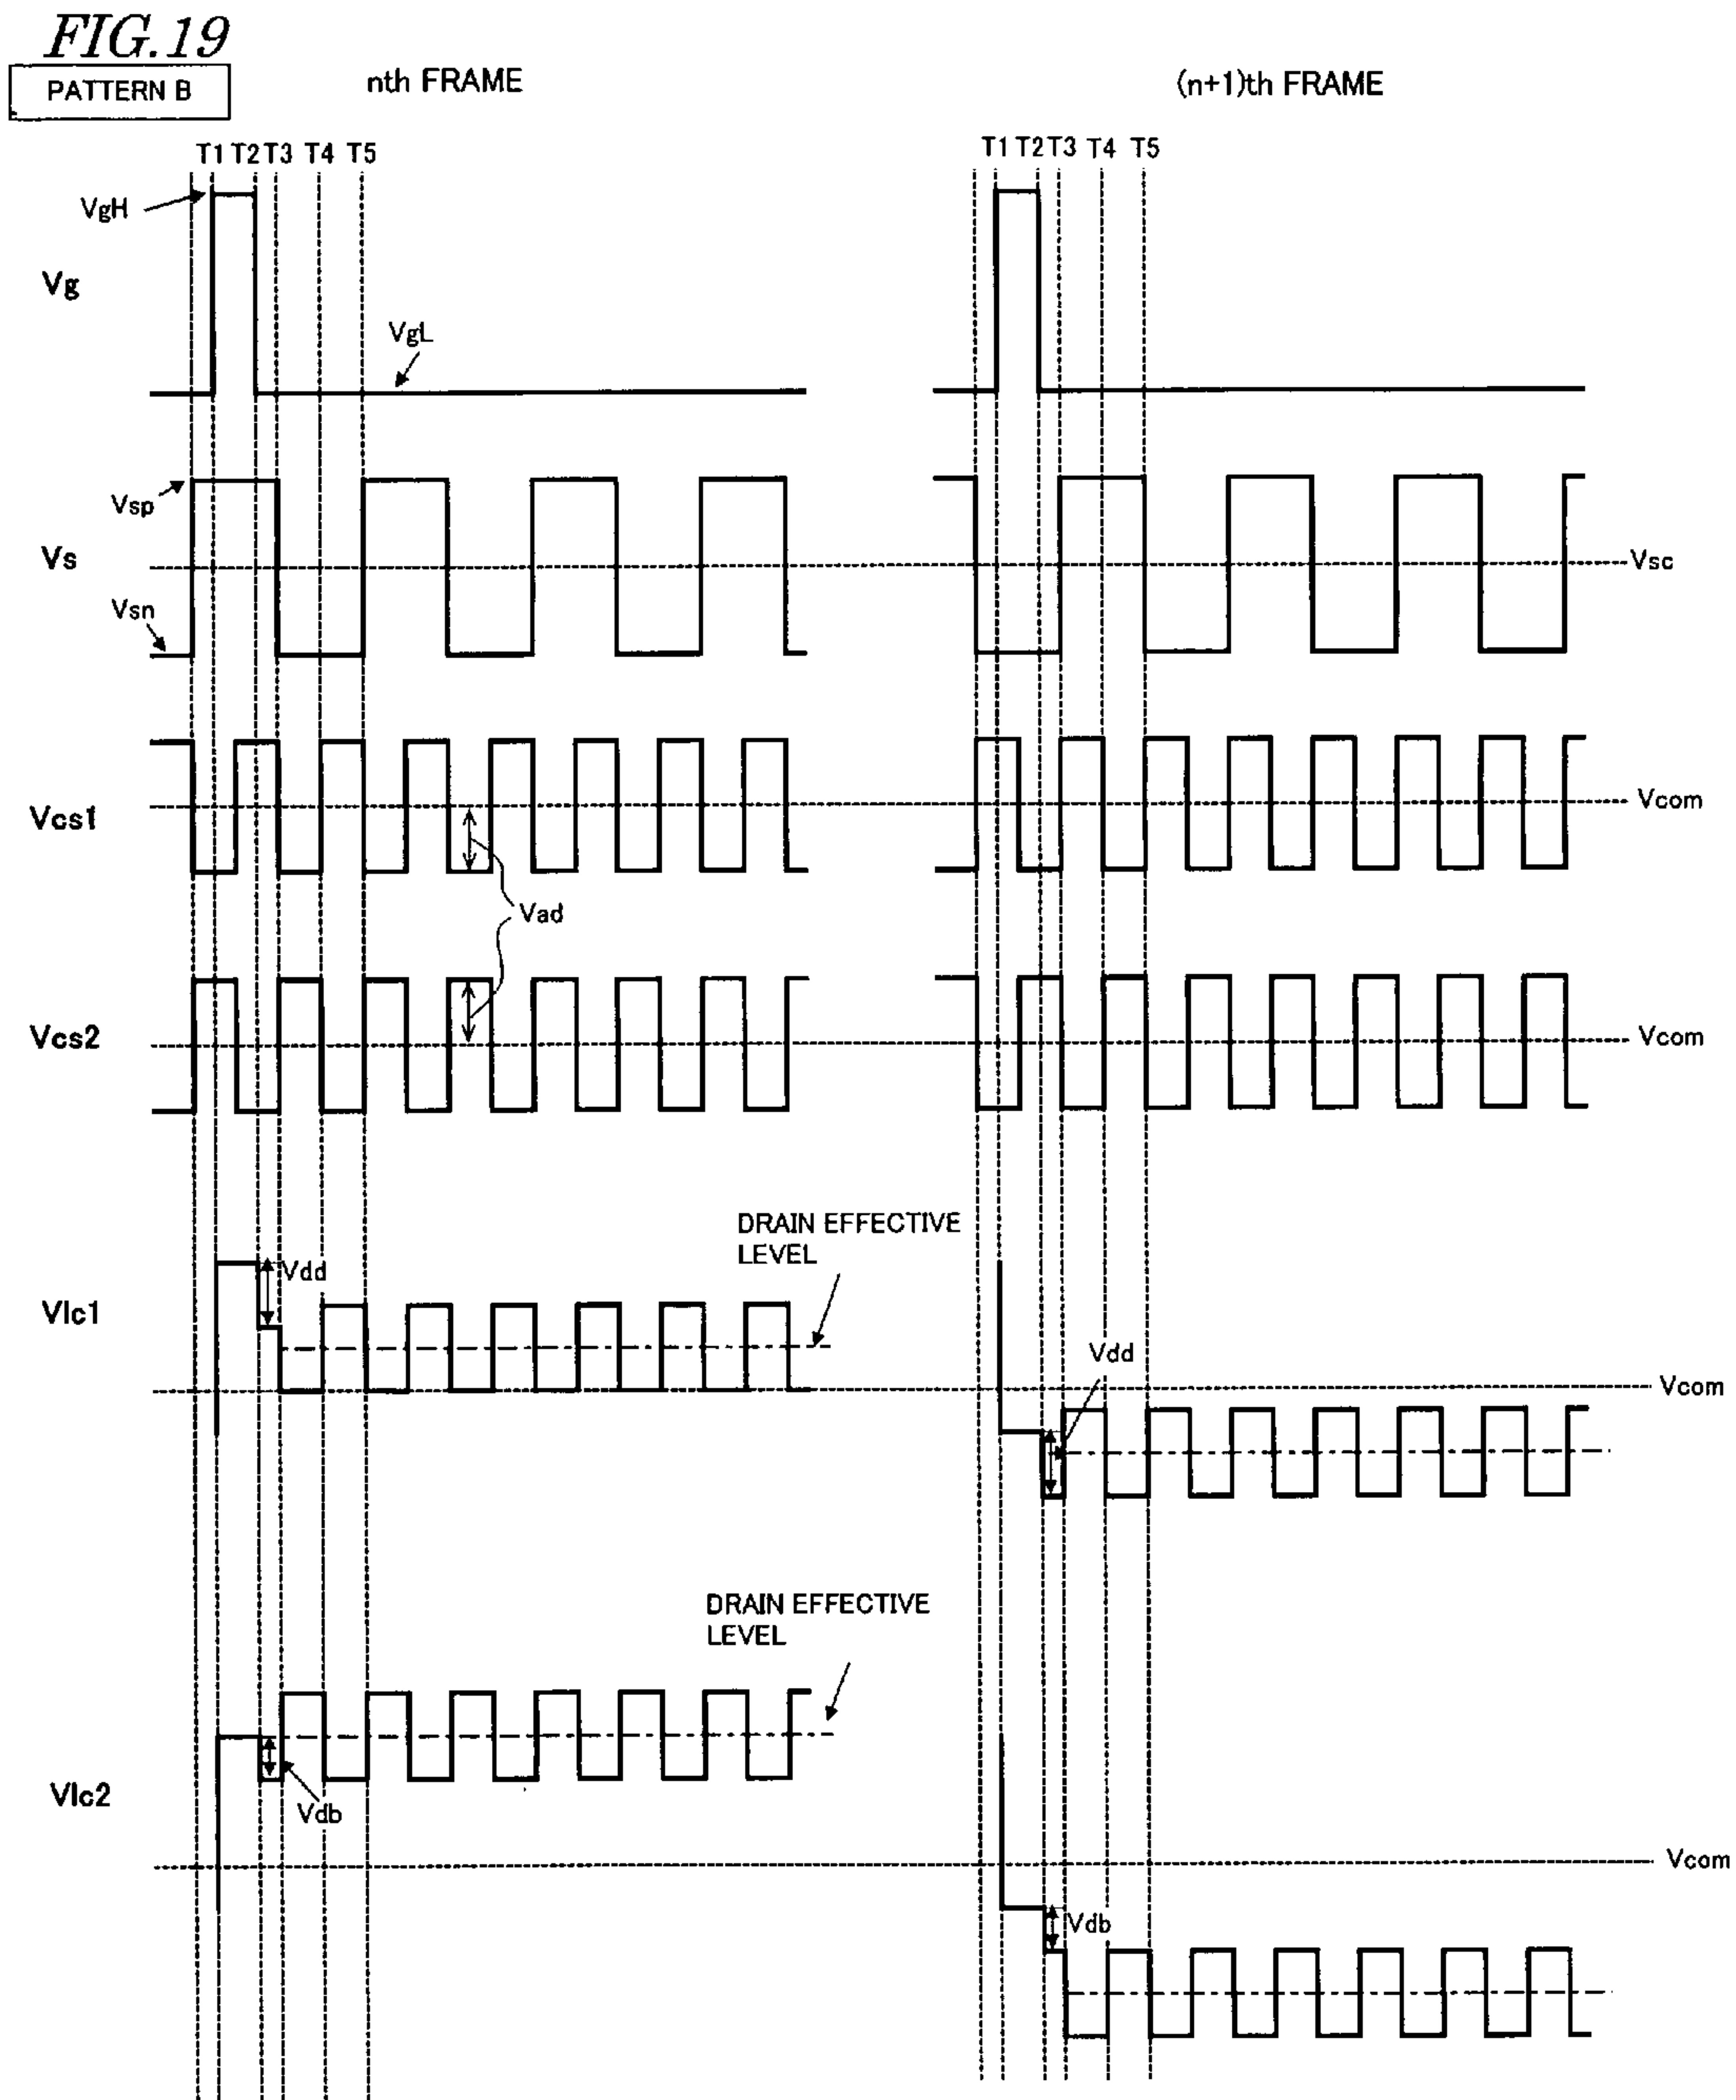 FIG.19
PATTERN B
nth FRAME
(n+1)th FRAME
T1 T2 T3 T4 T5
T1 T2 T3 T4 T5
VgH
Vg
VgL
Vsp
Vs
Vsc
Vsn
Vcs1
Vcom
Vad
Vcs2
Vcom
DRAIN EFFECTIVE
LEVEL
Vdd
Vlc1
Vdd
Vcom
DRAIN EFFECTIVE
LEVEL
Vlc2
Vdb
Vcom
Vdb